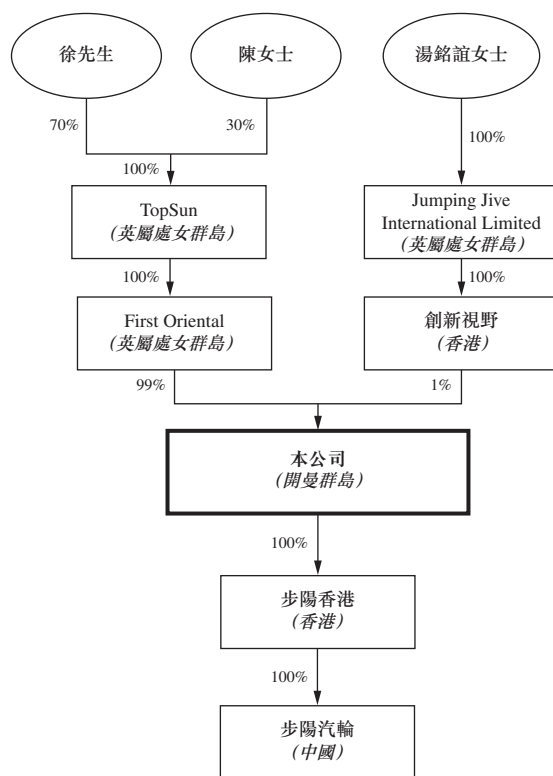 徐先生
陳女士
湯銘誼女士
70%
30%
100%
100%
TopSun
(英屬處女群島)
Jumping Jive
International Limited
(英屬處女群島)
100%
100%
First Oriental
(英屬處女群島)
創新視野
(香港)
99%
1%
本公司
(開曼群島)
100%
步陽香港
(香港)
100%
步陽汽輪
(中國)